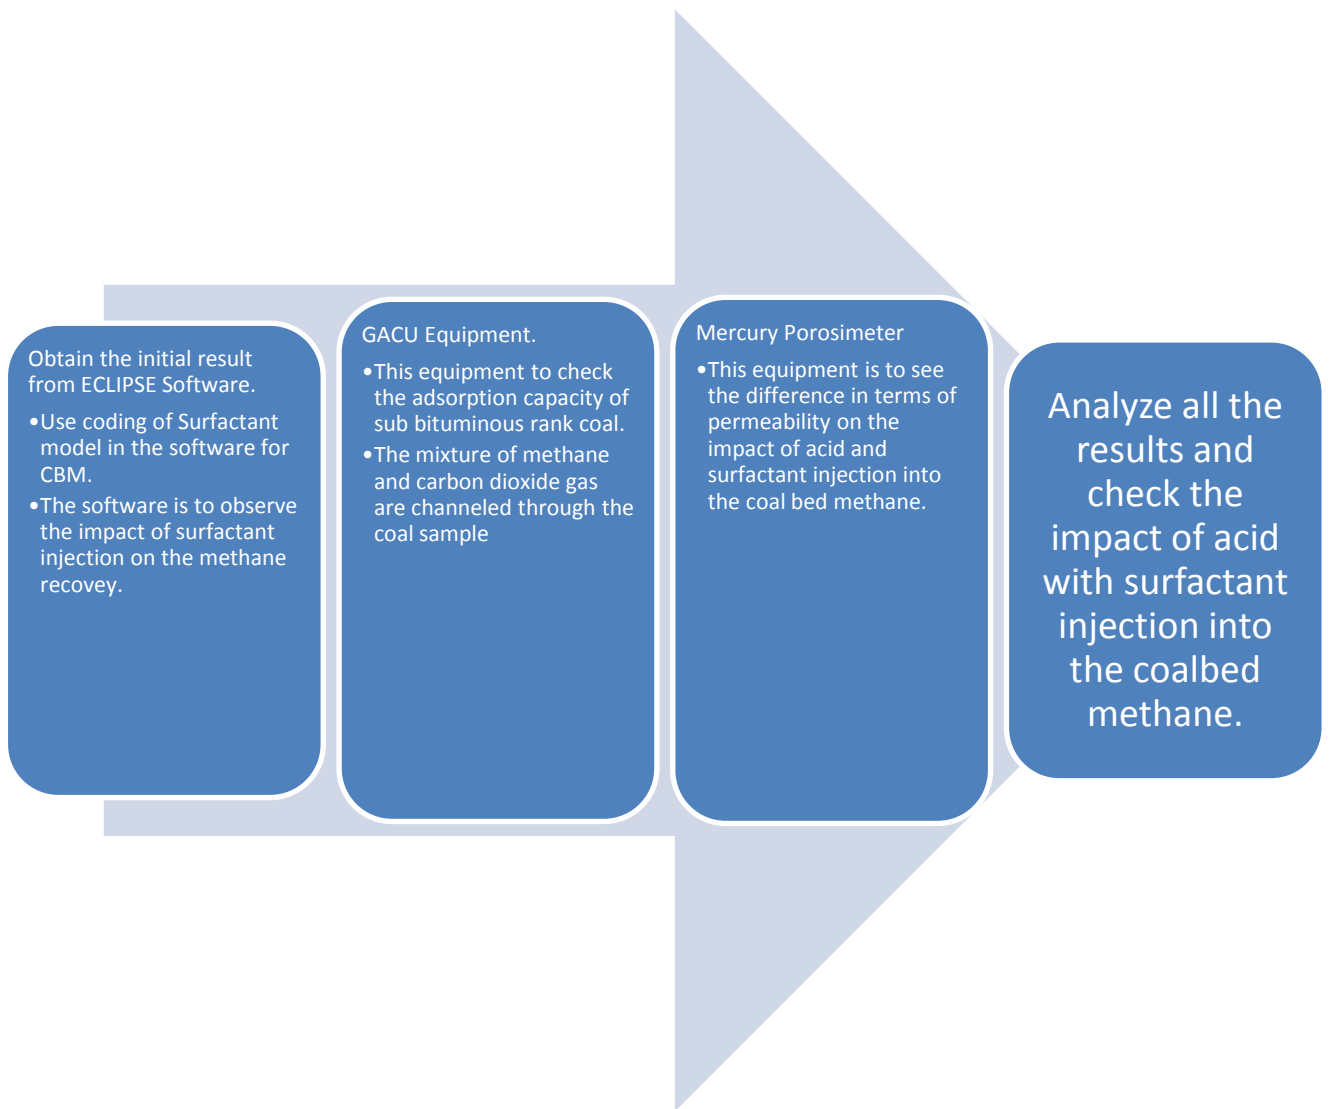 Obtain the initial result
from ECLIPSE Software.
•Use coding of Surfactant
model in the software for
CBM.
•The software is to observe
the impact of surfactant
injection on the methane
recovey.
GACU Equipment.
•This equipment to check
the adsorption capacity of
sub bituminous rank coal.
•The mixture of methane
and carbon dioxide gas
are channeled through the
coal sample
Mercury Porosimeter
•This equipment is to see
the difference in terms of
permeability on the
impact of acid and
surfactant injection into
the coal bed methane.
Analyze all the
results and
check the
impact of acid
with surfactant
injection into
the coalbed
methane.